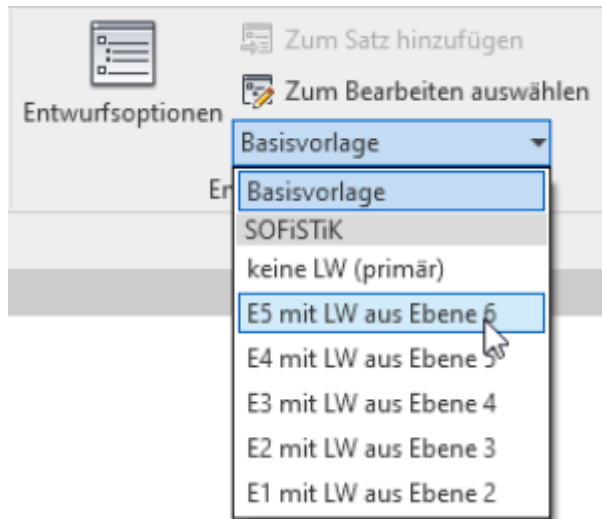 Zum Satz hinzufügen
Zum Bearbeiten auswählen
Entwurfsoptionen
Basisvorlage
Er
Basisvorlage
SOFiSTiK
keine LW (primär)
E5 mit LW aus Ebene 6
E4 mit LW aus Ebene 5
E3 mit LW aus Ebene 4
E2 mit LW aus Ebene 3
E1 mit LW aus Ebene 2